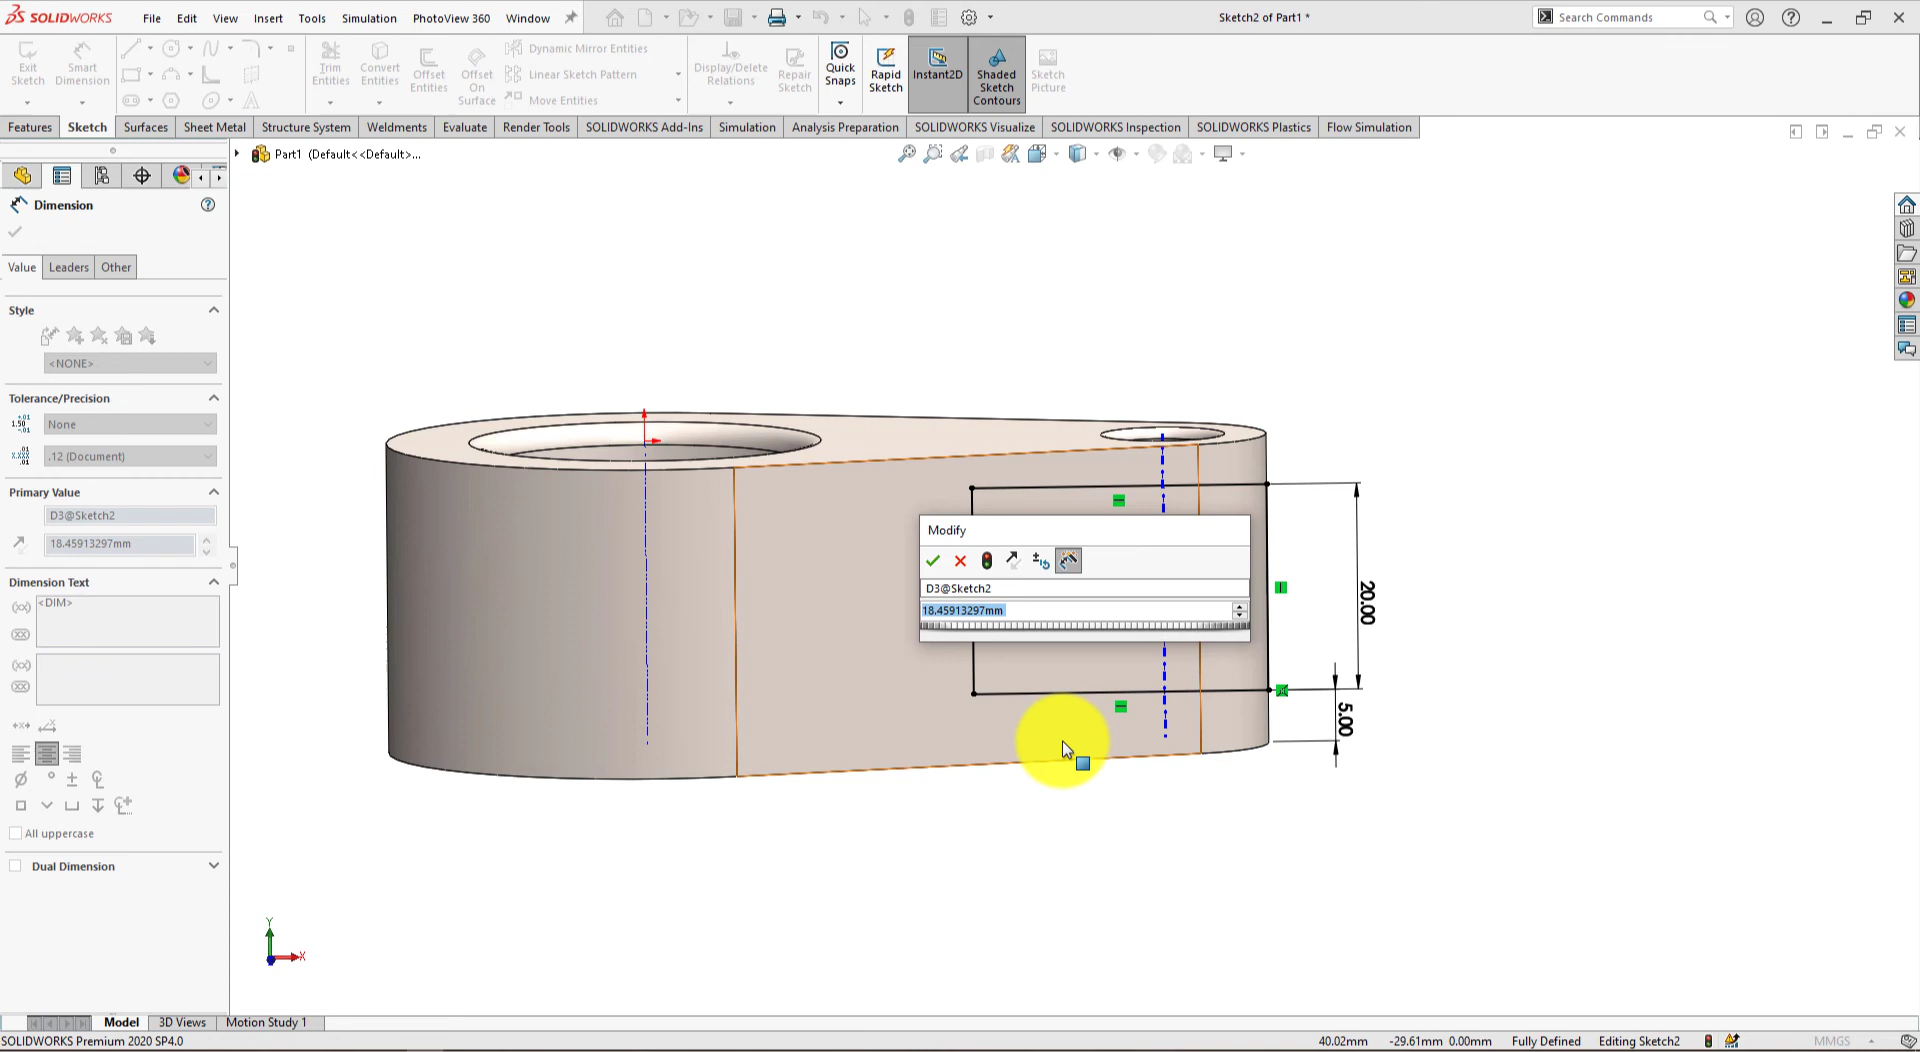 SOLIDWORKS File Edit View Insert Tools Simulation PhotoView 360 Window Sketch2 of Part1 * Search Commands
Exit Sketch
Smart Dimension
Trim Entities
Convert Entities
Offset Entities
Offset On Surface
Dynamic Mirror Entities
Linear Sketch Pattern
Move Entities
Display/Delete Relations
Repair Sketch
Quick Snaps
Rapid Sketch
Instant2D
Shaded Sketch Contours
Sketch Picture
Features Sketch Surfaces Sheet Metal Structure System Weldments Evaluate Render Tools SOLIDWORKS Add-Ins Simulation Analysis Preparation SOLIDWORKS Visualize SOLIDWORKS Inspection SOLIDWORKS Plastics Flow Simulation
Part1 (Default<<Default>...
Dimension
Value Leaders Other
Style
<NONE>
Tolerance/Precision
None
.12 (Document)
Primary Value
D3@Sketch2
18.45913297mm
Dimension Text
<DIM>
All uppercase
Dual Dimension
Modify
D3@Sketch2
18.45913297mm
20.00
5.00
Y
X
Model 3D Views Motion Study 1
SOLIDWORKS Premium 2020 SP4.0 40.02mm -29.61mm 0.00mm Fully Defined Editing Sketch2 MMGS